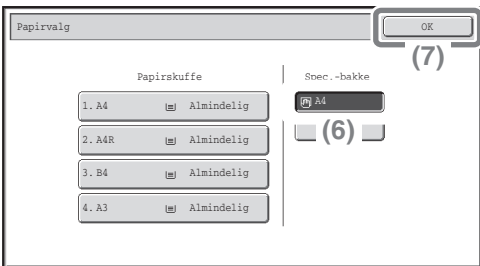 Papirvalg
OK
(7)
Papirskuffe
Spec.-bakke
1. A4 Almindelig
A4
2. A4R Almindelig
(6)
3. B4 Almindelig
4. A3 Almindelig